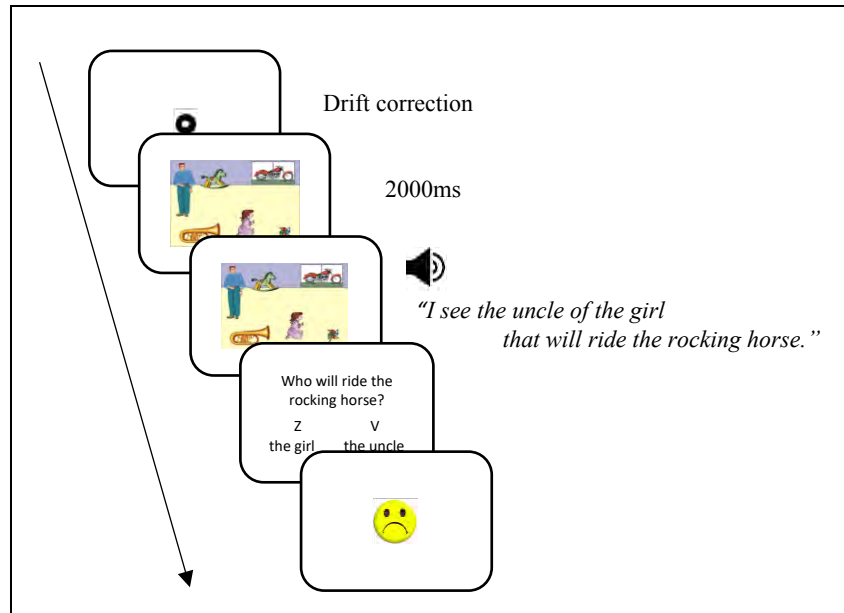 Drift correction
2000ms
“I see the uncle of the girl
that will ride the rocking horse.”
Who will ride the
rocking horse?
Z V
the girl the uncle